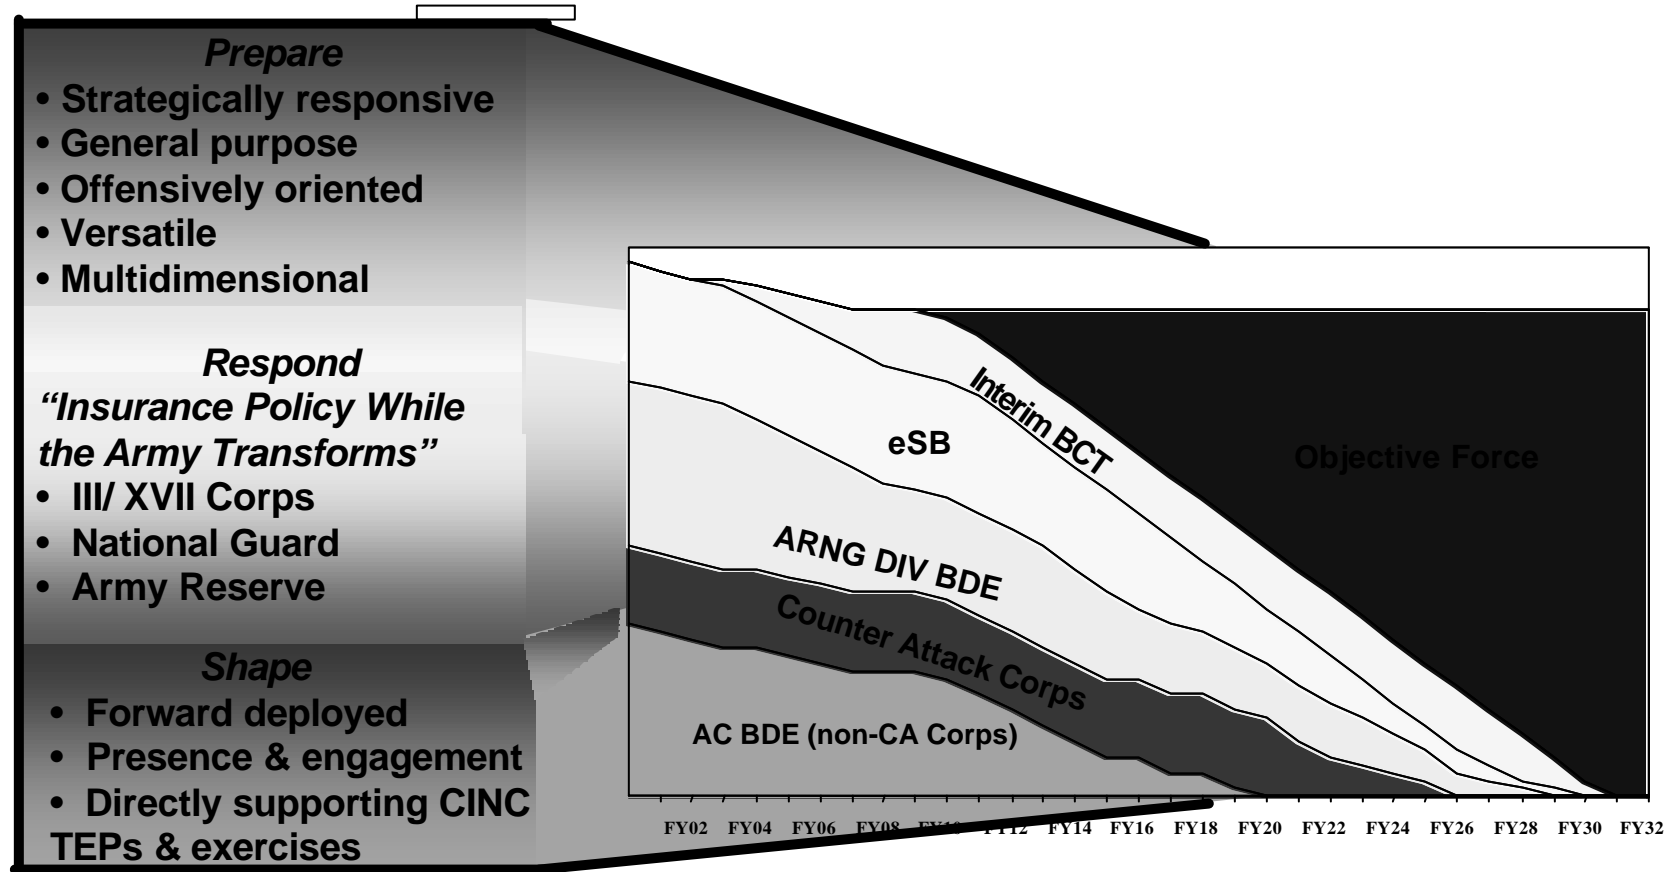 Prepare
• Strategically responsive
• General purpose
• Offensively oriented
• Versatile
• Multidimensional
Respond
“Insurance Policy While
the Army Transforms”
• III/ XVII Corps
• National Guard
• Army Reserve
Shape
• Forward deployed
• Presence & engagement
• Directly supporting CINC
TEPs & exercises
Interim BCT
eSB
Objective Force
ARNG DIV BDE
Counter Attack Corps
AC BDE (non-CA Corps)
FY02 FY04 FY06 FY08 FY10 FY12 FY14 FY16 FY18 FY20 FY22 FY24 FY26 FY28 FY30 FY32